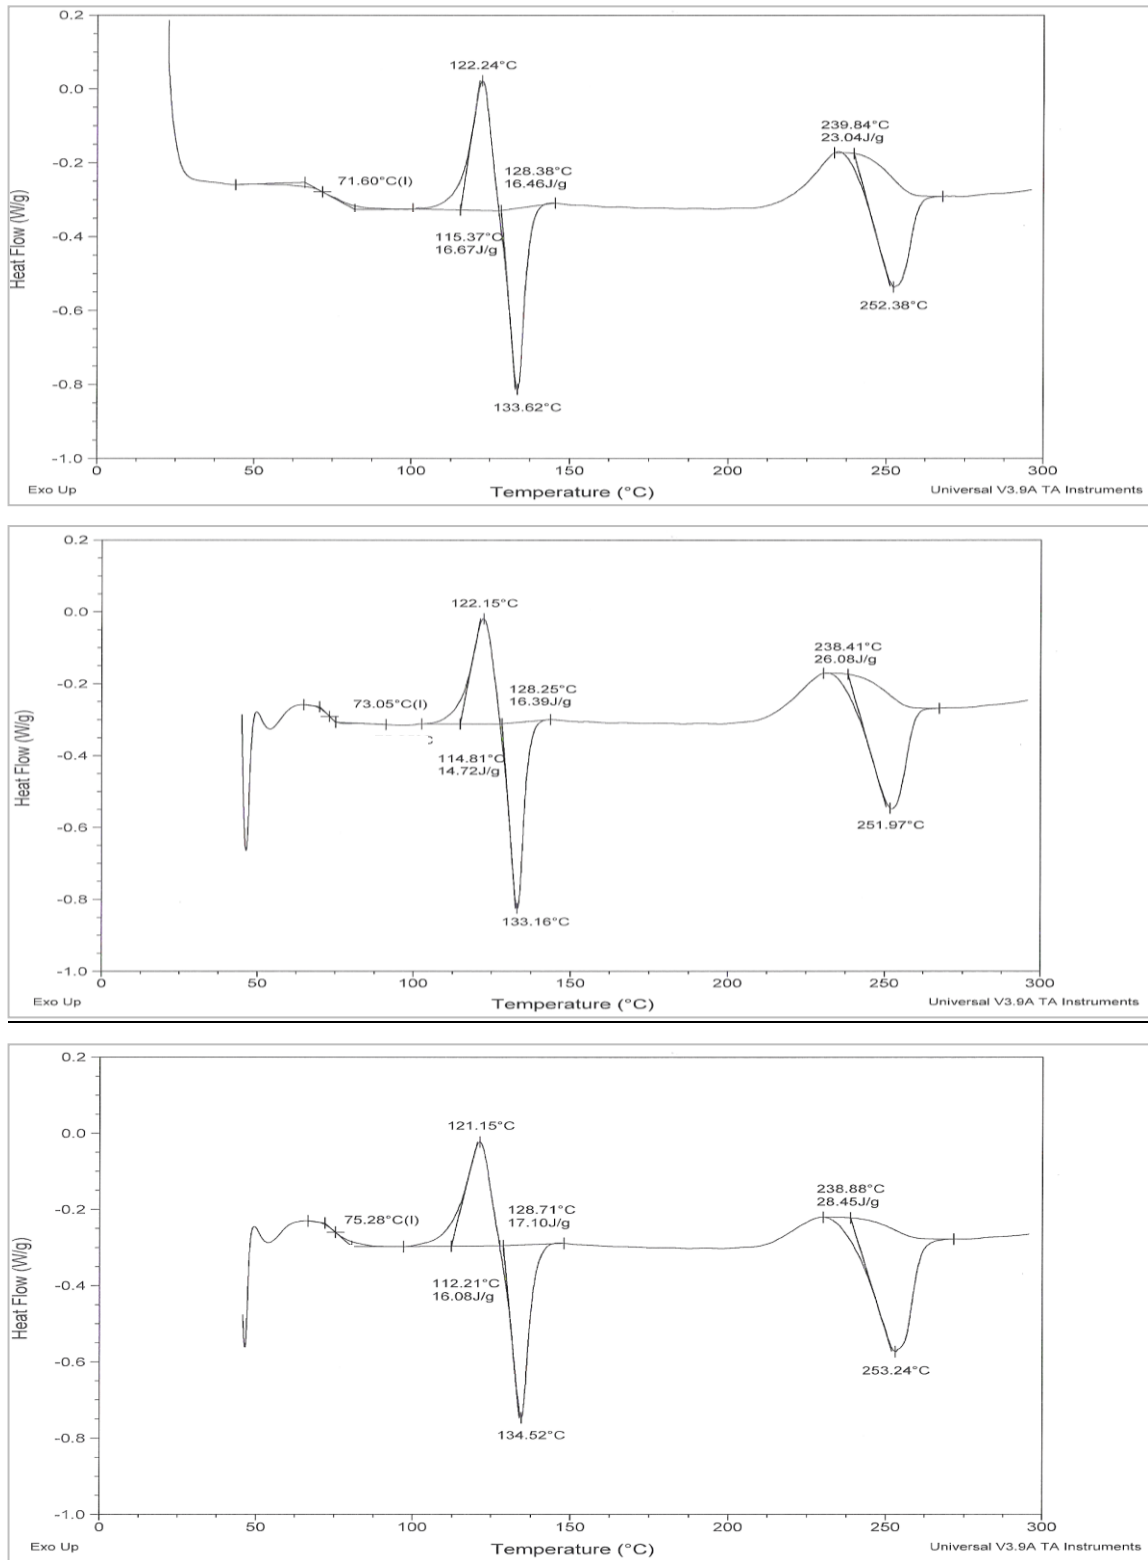 0.2
0.0
-0.2
-0.4
-0.6
-0.8
-1.0
Heat Flow (W/g)
122.24°C
71.60°C(I)
128.38°C
16.46J/g
115.37°C
16.67J/g
133.62°C
239.84°C
23.04J/g
252.38°C
0 50 100 150 200 250 300
Exo Up
Temperature (°C)
Universal V3.9A TA Instruments
0.2
0.0
-0.2
-0.4
-0.6
-0.8
-1.0
Heat Flow (W/g)
122.15°C
73.05°C(I)
128.25°C
16.39J/g
114.81°C
14.72J/g
133.16°C
238.41°C
26.08J/g
251.97°C
0 50 100 150 200 250 300
Exo Up
Temperature (°C)
Universal V3.9A TA Instruments
0.2
0.0
-0.2
-0.4
-0.6
-0.8
-1.0
Heat Flow (W/g)
121.15°C
75.28°C(I)
128.71°C
17.10J/g
112.21°C
16.08J/g
134.52°C
238.88°C
28.45J/g
253.24°C
0 50 100 150 200 250 300
Exo Up
Temperature (°C)
Universal V3.9A TA Instruments